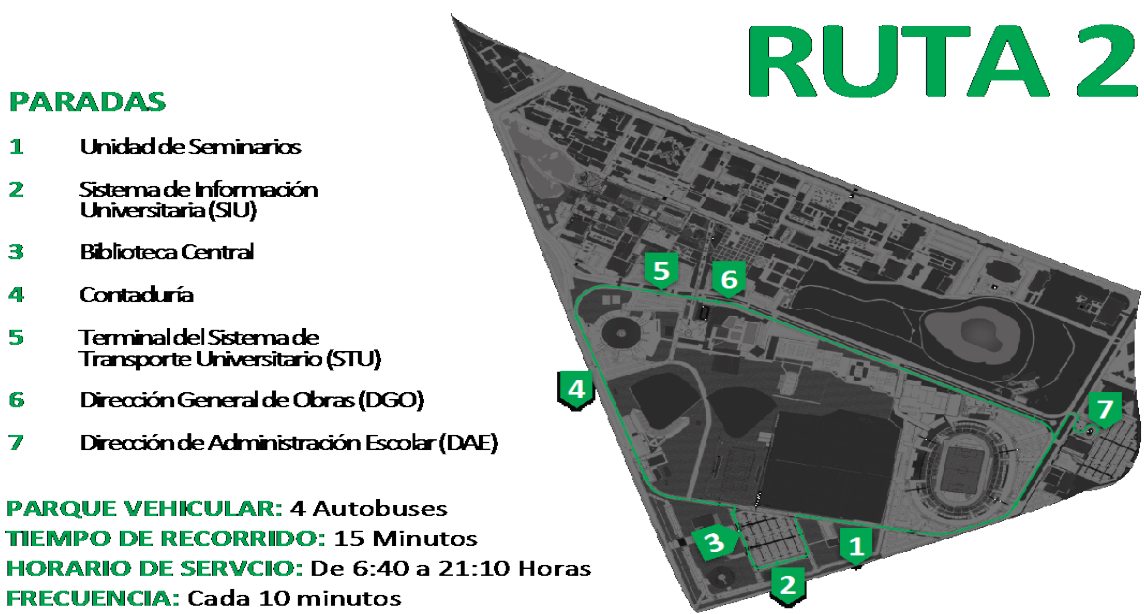 RUTA 2
PARADAS
1 Unidad de Seminarios
2 Sistema de Información
Universitaria (SIU)
3 Biblioteca Central
4 Contaduría
5 Terminal del Sistema de
Transporte Universitario (STU)
6 Dirección General de Obras (DGO)
7 Dirección de Administración Escolar (DAE)
PARQUE VEHICULAR: 4 Autobuses
TIEMPO DE RECORRIDO: 15 Minutos
HORARIO DE SERVCIO: De 6:40 a 21:10 Horas
FRECUENCIA: Cada 10 minutos
5
6
4
7
3
1
2